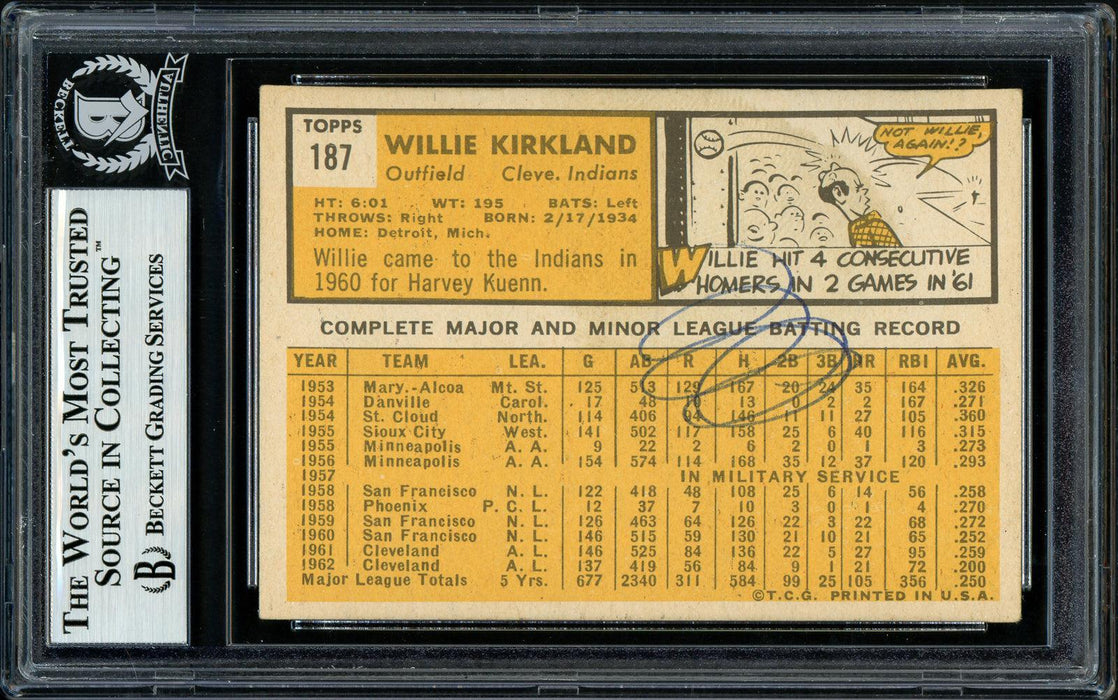 BECKETT
AUTHENTIC
B
THE WORLD'S MOST TRUSTED
SOURCE IN COLLECTING™
BECKETT GRADING SERVICES
B
TOPPS
187
WILLIE KIRKLAND
Outfield Cleve. Indians
HT: 6:01 WT: 195 BATS: Left
THROWS: Right BORN: 2/17/1934
HOME: Detroit, Mich.
Willie came to the Indians in
1960 for Harvey Kuenn.
NOT WILLIE,
AGAIN!?
WILLIE HIT 4 CONSECUTIVE
HOMERS IN 2 GAMES IN '61
COMPLETE MAJOR AND MINOR LEAGUE BATTING RECORD
YEAR TEAM LEA. G AB R H 2B 3B HR RBI AVG.
1953 Mary.-Alcoa Mt. St. 125 513 129 167 20 24 35 164 .326
1954 Danville Carol. 17 48 10 13 0 2 2 167 .271
1954 St. Cloud North. 114 406 94 146 11 11 27 105 .360
1955 Sioux City West. 141 502 117 158 25 6 40 116 .315
1955 Minneapolis A. A. 9 22 2 6 2 0 1 3 .273
1956 Minneapolis A. A. 154 574 114 168 35 12 37 120 .293
1957 IN MILITARY SERVICE
1958 San Francisco N. L. 122 418 48 108 25 6 14 56 .258
1958 Phoenix P. C. L. 12 37 7 10 3 0 1 4 .270
1959 San Francisco N. L. 126 463 64 126 22 3 22 68 .272
1960 San Francisco N. L. 146 515 59 130 21 10 21 65 .252
1961 Cleveland A. L. 146 525 84 136 22 5 27 95 .259
1962 Cleveland A. L. 137 419 56 84 9 1 21 72 .200
Major League Totals 5 Yrs. 677 2340 311 584 99 25 105 356 .250
©T.C.G. PRINTED IN U.S.A.